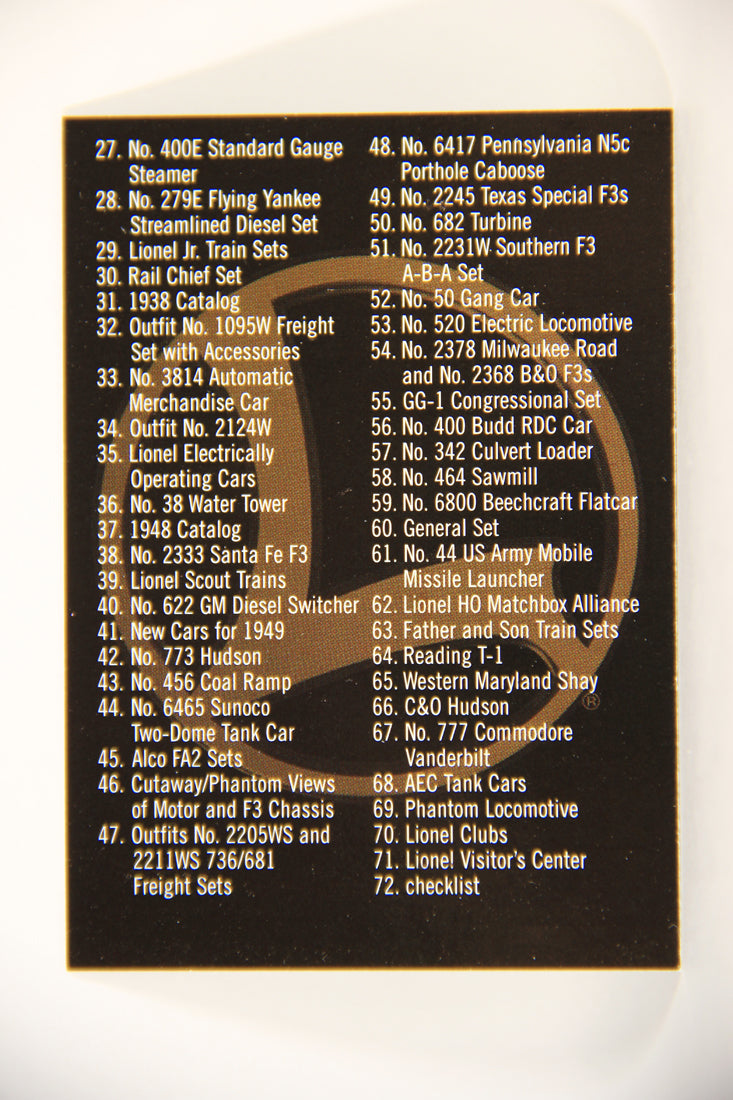 27. No. 400E Standard Gauge
Steamer
28. No. 279E Flying Yankee
Streamlined Diesel Set
29. Lionel Jr. Train Sets
30. Rail Chief Set
31. 1938 Catalog
32. Outfit No. 1095W Freight
Set with Accessories
33. No. 3814 Automatic
Merchandise Car
34. Outfit No. 2124W
35. Lionel Electrically
Operating Cars
36. No. 38 Water Tower
37. 1948 Catalog
38. No. 2333 Santa Fe F3
39. Lionel Scout Trains
40. No. 622 GM Diesel Switcher
41. New Cars for 1949
42. No. 773 Hudson
43. No. 456 Coal Ramp
44. No. 6465 Sunoco
Two-Dome Tank Car
45. Alco FA2 Sets
46. Cutaway/Phantom Views
of Motor and F3 Chassis
47. Outfits No. 2205WS and
2211WS 736/681
Freight Sets
48. No. 6417 Pennsylvania N5c
Porthole Caboose
49. No. 2245 Texas Special F3s
50. No. 682 Turbine
51. No. 2231W Southern F3
A-B-A Set
52. No. 50 Gang Car
53. No. 520 Electric Locomotive
54. No. 2378 Milwaukee Road
and No. 2368 B&O F3s
55. GG-1 Congressional Set
56. No. 400 Budd RDC Car
57. No. 342 Culvert Loader
58. No. 464 Sawmill
59. No. 6800 Beechcraft Flatcar
60. General Set
61. No. 44 US Army Mobile
Missile Launcher
62. Lionel HO Matchbox Alliance
63. Father and Son Train Sets
64. Reading T-1
65. Western Maryland Shay
66. C&O Hudson
67. No. 777 Commodore
Vanderbilt
68. AEC Tank Cars
69. Phantom Locomotive
70. Lionel Clubs
71. Lionel Visitor's Center
72. checklist
®